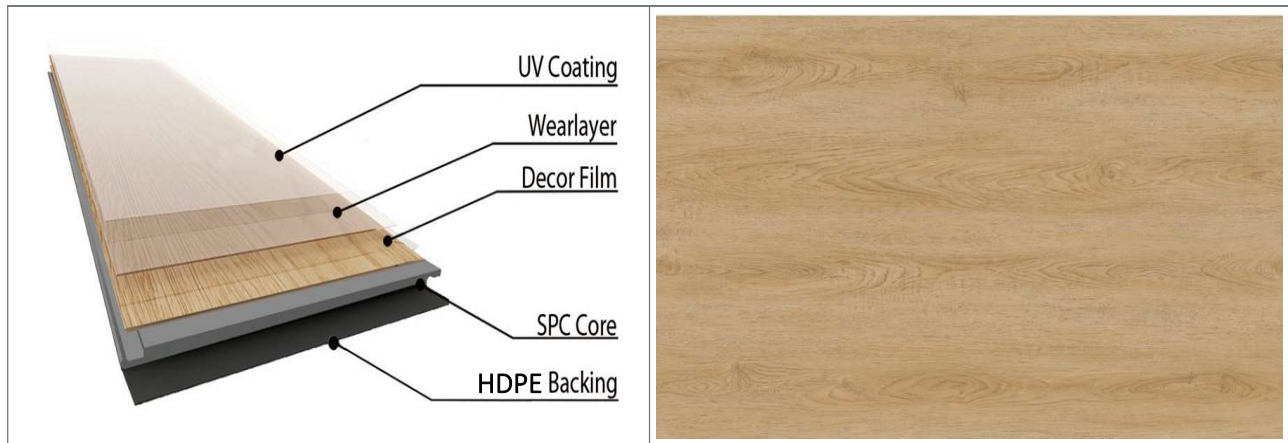 UV Coating
Wearlayer
Decor Film
SPC Core
HDPE Backing